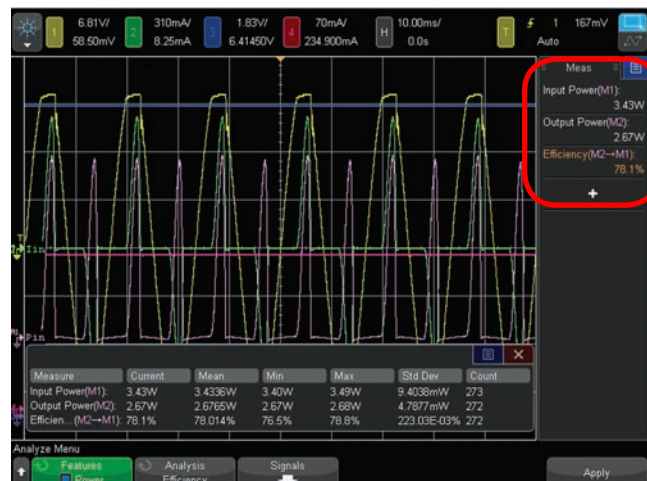 1 6.81V/ 2 310mA/ 3 1.83V/ 4 70mA/ H 10.00ms/ T 1 167mV
58.50mV 8.25mA 6.41450V 234.900mA 0.0s Auto
Meas
Input Power(M1):
3.43W
Output Power(M2):
2.67W
Efficiency(M2→M1):
78.1%
+
Iin
Pin
Measure Current Mean Min Max Std Dev Count
Input Power(M1): 3.43W 3.4336W 3.40W 3.49W 9.4038mW 273
Output Power(M2): 2.67W 2.6765W 2.67W 2.68W 4.7877mW 272
Efficien... (M2→M1): 78.1% 78.014% 76.5% 78.8% 223.03E-03% 272
Analyze Menu
Features Analysis Signals
Power Efficiency Apply